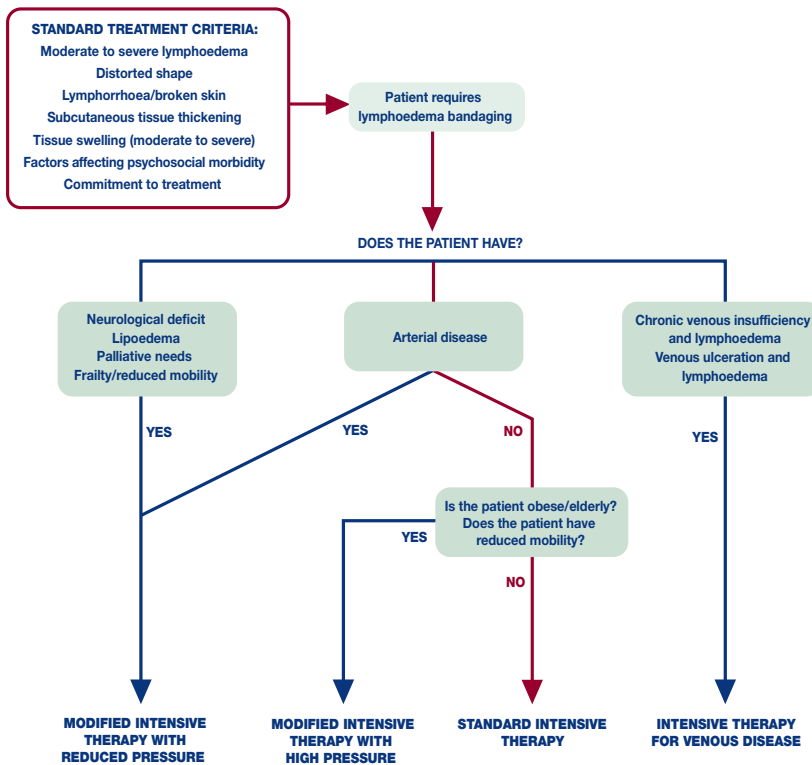 STANDARD TREATMENT CRITERIA:
Moderate to severe lymphoedema
Distorted shape
Lymphorrhoea/broken skin
Subcutaneous tissue thickening
Tissue swelling (moderate to severe)
Factors affecting psychosocial morbidity
Commitment to treatment
Patient requires
lymphoedema bandaging
DOES THE PATIENT HAVE?
Neurological deficit
Lipoedema
Palliative needs
Frailty/reduced mobility
Arterial disease
Chronic venous insufficiency
and lymphoedema
Venous ulceration and
lymphoedema
YES
YES
NO
YES
Is the patient obese/elderly?
Does the patient have
reduced mobility?
YES
NO
MODIFIED INTENSIVE
THERAPY WITH
REDUCED PRESSURE
MODIFIED INTENSIVE
THERAPY WITH
HIGH PRESSURE
STANDARD INTENSIVE
THERAPY
INTENSIVE THERAPY
FOR VENOUS DISEASE